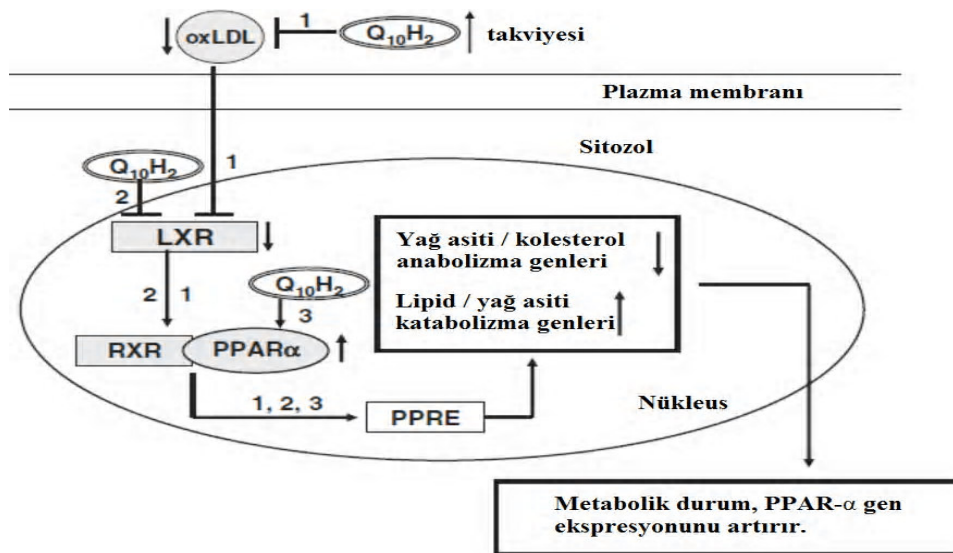 1
oxLDL
Q10H2
takviyesi
Plazma membranı
Sitozol
Q10H2
1
2
LXR
Yağ asiti / kolesterol
anabolizma genleri
Lipid / yağ asiti
katabolizma genleri
2 1
Q10H2
3
RXR
PPARα
1, 2, 3
PPRE
Nükleus
Metabolik durum, PPAR-α gen
ekspresyonunu artırır.